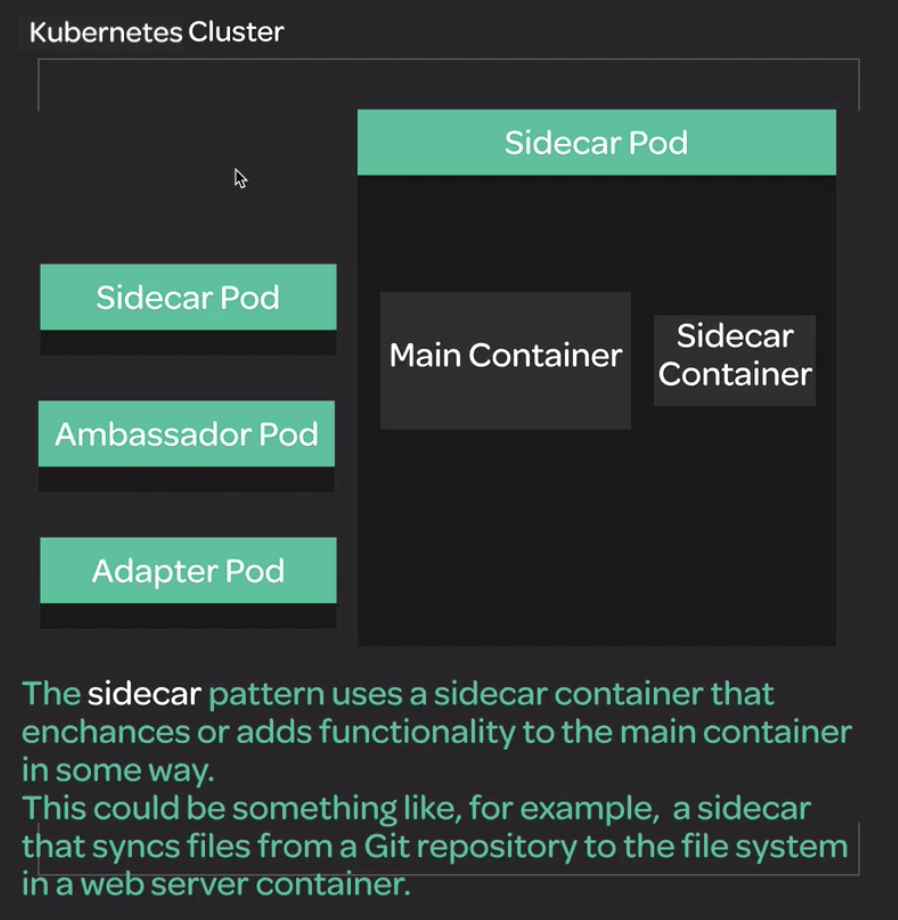 Kubernetes Cluster
Sidecar Pod
Sidecar Pod
Ambassador Pod
Adapter Pod
Main Container
Sidecar
Container
The sidecar pattern uses a sidecar container that
enchances or adds functionality to the main container
in some way.
This could be something like, for example, a sidecar
that syncs files from a Git repository to the file system
in a web server container.